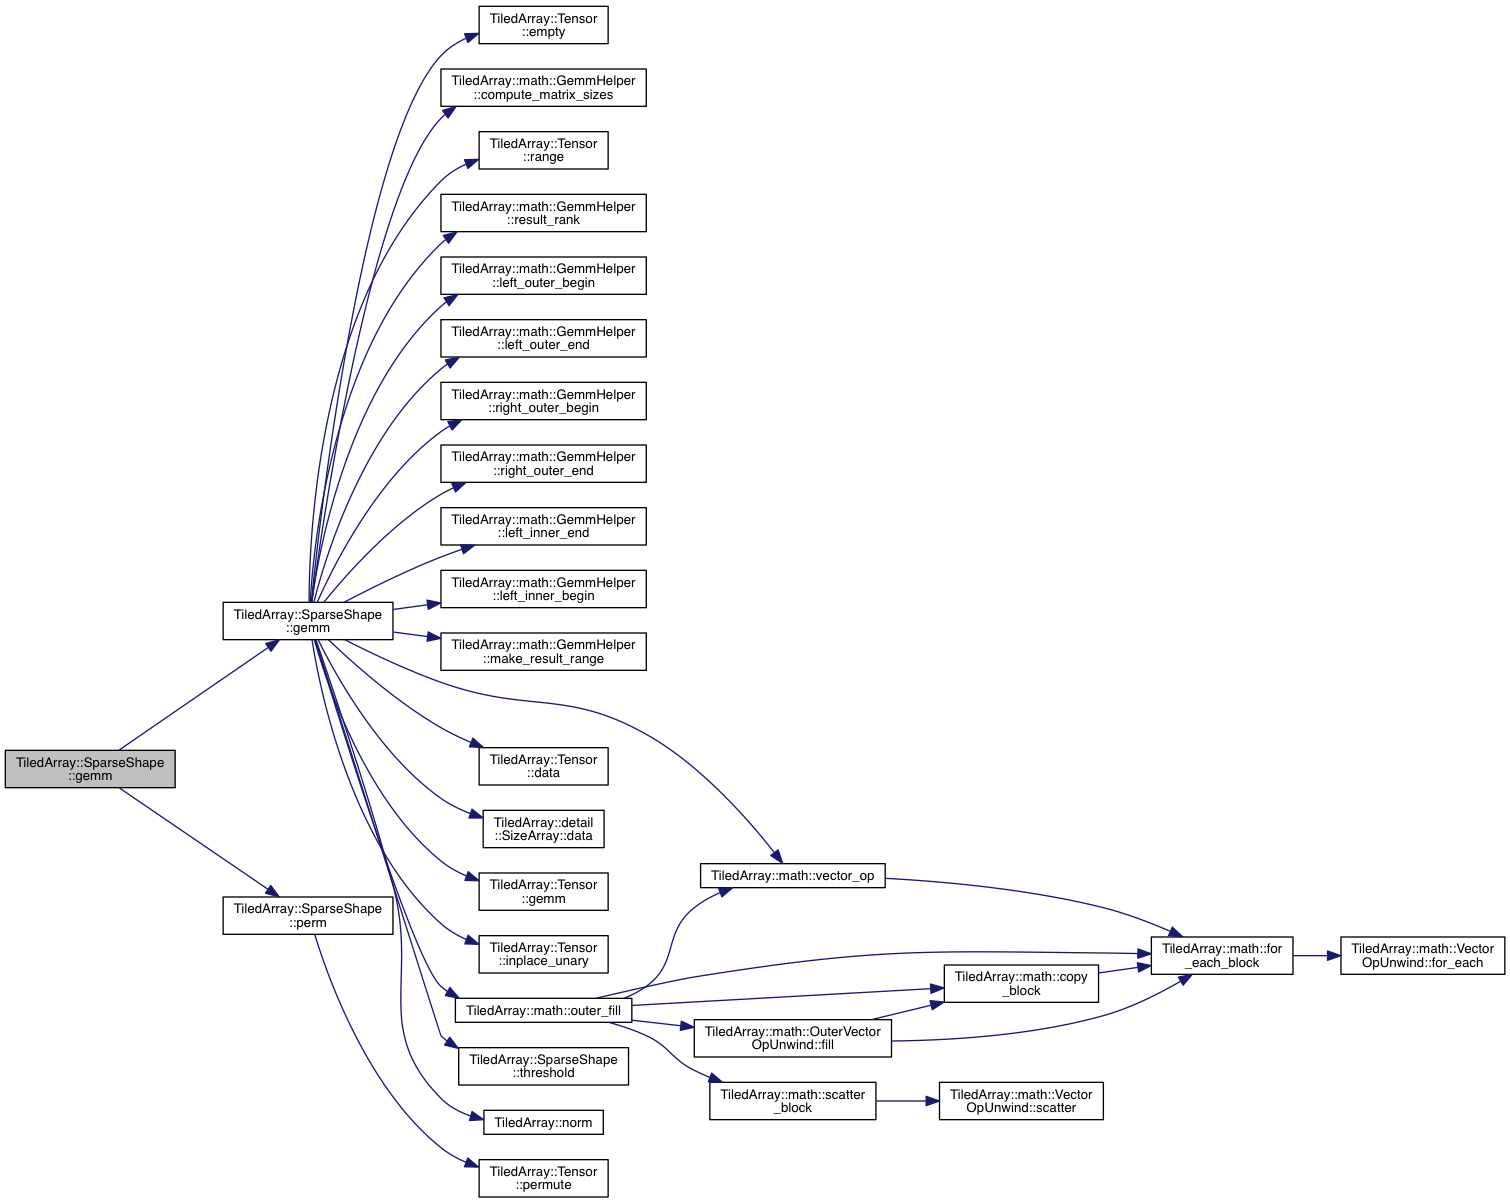 TiledArray::Tensor
::empty
TiledArray::math::GemmHelper
::compute_matrix_sizes
TiledArray::Tensor
::range
TiledArray::math::GemmHelper
::result_rank
TiledArray::math::GemmHelper
::left_outer_begin
TiledArray::math::GemmHelper
::left_outer_end
TiledArray::math::GemmHelper
::right_outer_begin
TiledArray::math::GemmHelper
::right_outer_end
TiledArray::math::GemmHelper
::left_inner_end
TiledArray::math::GemmHelper
::left_inner_begin
TiledArray::SparseShape
::gemm
TiledArray::math::GemmHelper
::make_result_range
TiledArray::SparseShape
::gemm
TiledArray::Tensor
::data
TiledArray::detail
::SizeArray::data
TiledArray::math::vector_op
TiledArray::Tensor
::gemm
TiledArray::SparseShape
::perm
TiledArray::Tensor
::inplace_unary
TiledArray::math::for
_each_block
TiledArray::math::Vector
OpUnwind::for_each
TiledArray::math::copy
_block
TiledArray::math::outer_fill
TiledArray::math::OuterVector
OpUnwind::fill
TiledArray::SparseShape
::threshold
TiledArray::math::scatter
_block
TiledArray::math::Vector
OpUnwind::scatter
TiledArray::norm
TiledArray::Tensor
::permute